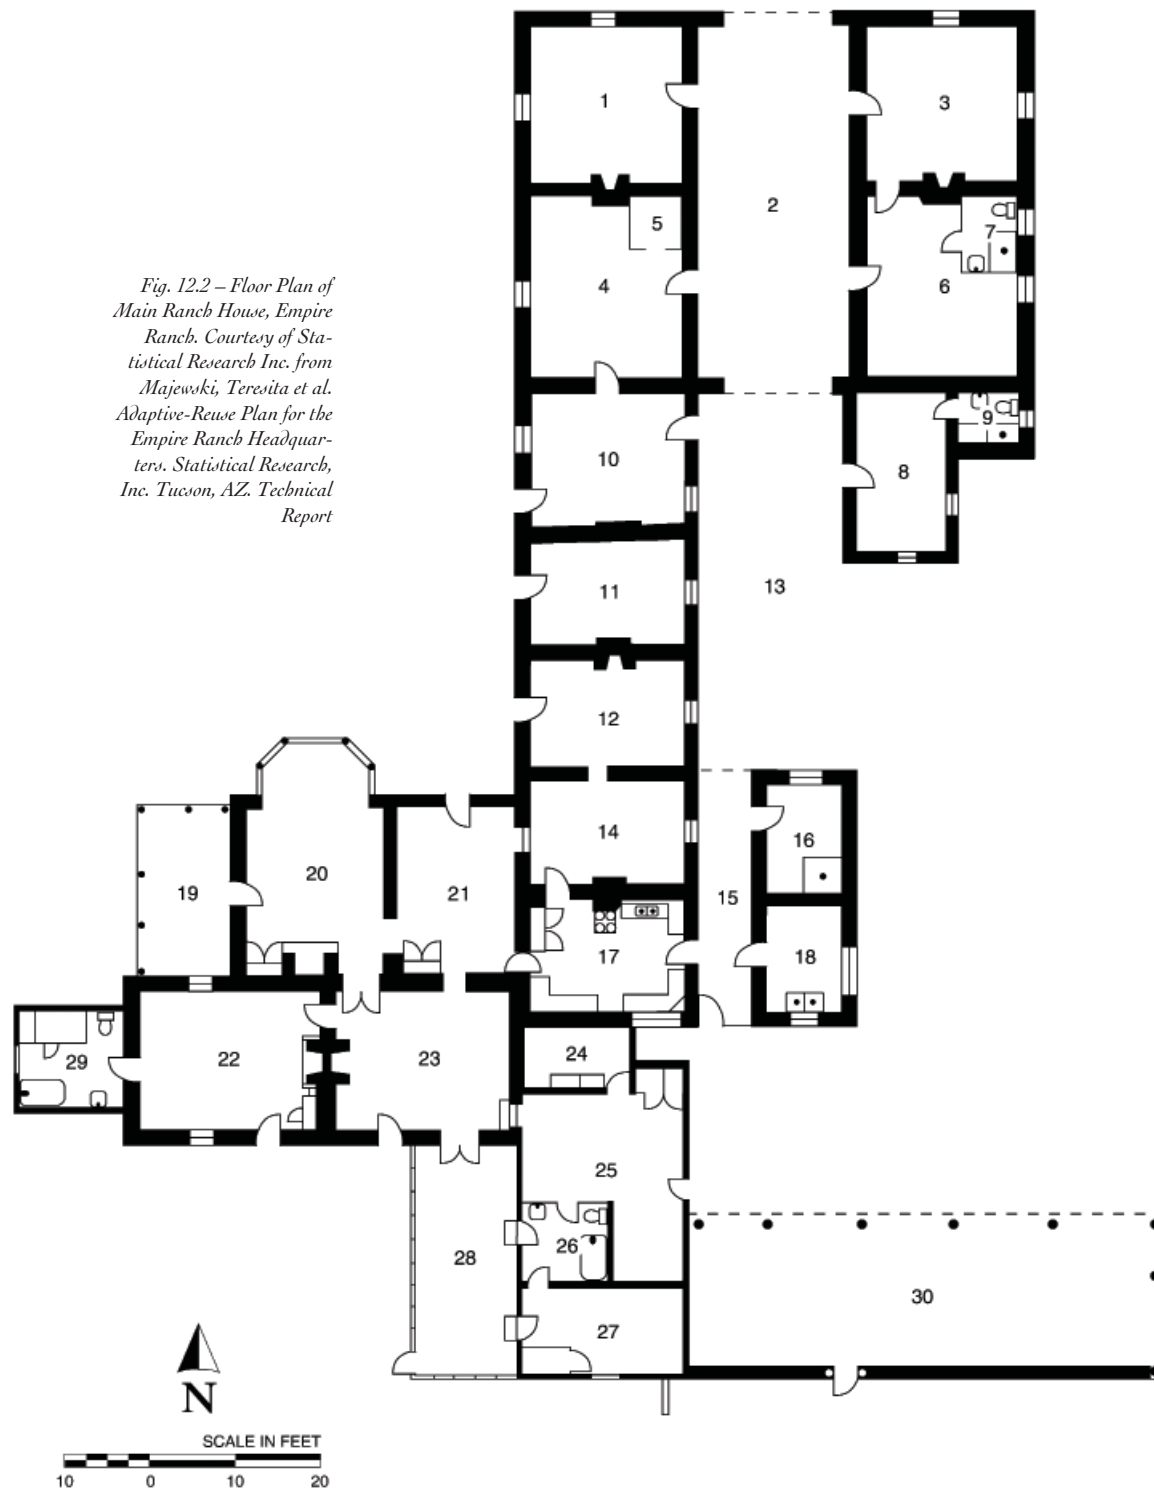 1
3
2
5
7
4
6
Fig. 12.2 – Floor Plan of
Main Ranch House, Empire
Ranch. Courtesy of Sta-
tistical Research Inc. from
Majewski, Teresita et al.
Adaptive-Reuse Plan for the
Empire Ranch Headquar-
ters. Statistical Research,
Inc. Tucson, AZ. Technical
Report
9
10
8
11
13
12
14
16
20
19
21
15
17
18
24
29
22
23
25
26
28
30
27
N
SCALE IN FEET
10 0 10 20